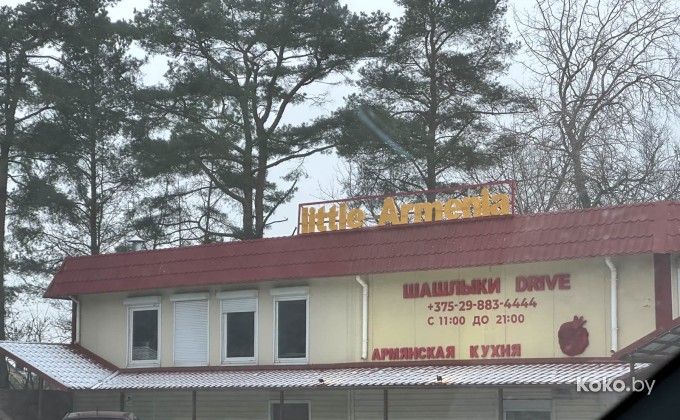 little Armenia
ШАШЛЫКИ DRIVE
+375-29-883-4444
С 11:00 ДО 21:00
АРМЯНСКАЯ КУХНЯ
Koko.by